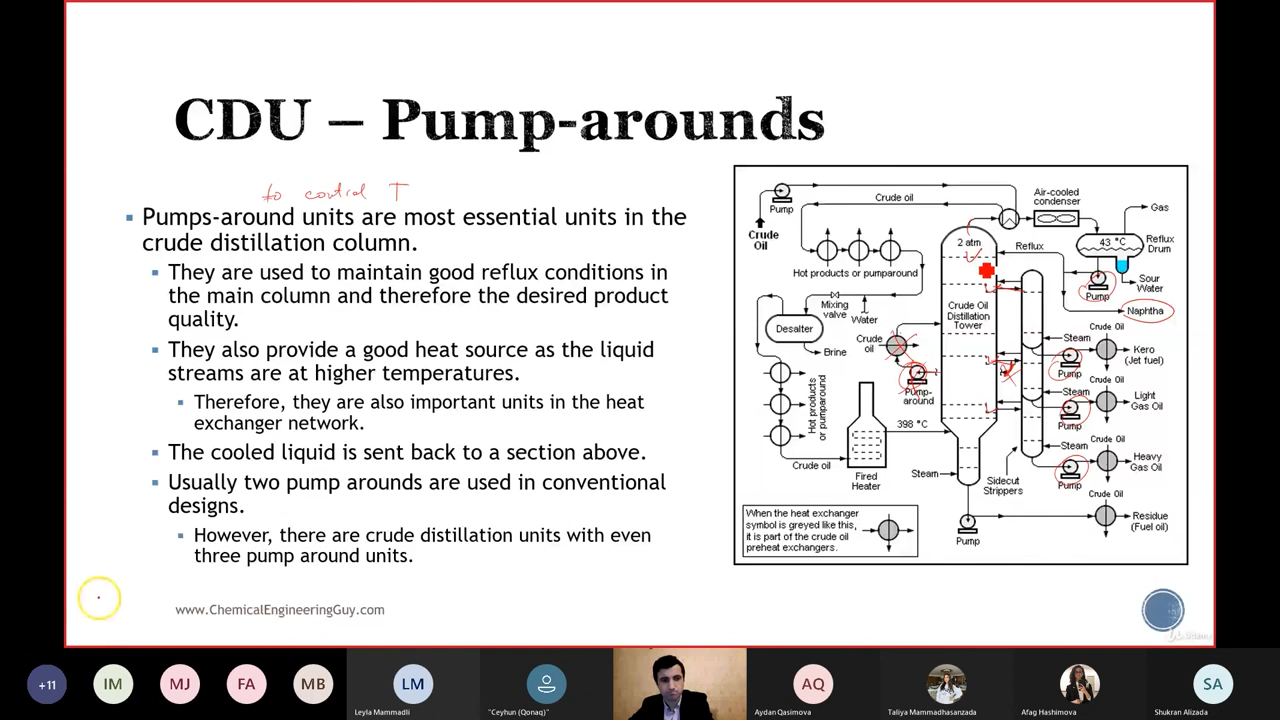 CDU – Pump-arounds
to control T
▪ Pumps-around units are most essential units in the
crude distillation column.
▪ They are used to maintain good reflux conditions in
the main column and therefore the desired product
quality.
▪ They also provide a good heat source as the liquid
streams are at higher temperatures.
▪ Therefore, they are also important units in the heat
exchanger network.
▪ The cooled liquid is sent back to a section above.
▪ Usually two pump arounds are used in conventional
designs.
▪ However, there are crude distillation units with even
three pump around units.
www.ChemicalEngineeringGuy.com
Pump
Crude oil
Crude
Oil
Air-cooled
condenser
Gas
2 atm
Reflux
43 °C
Reflux
Drum
Hot products or pumparound
Sour
Water
Pump
Naphtha
Mixing
valve
Water
Desalter
Brine
Crude
oil
Crude Oil
Distillation
Tower
Steam
Crude Oil
Kero
(Jet fuel)
Pump
Pump-
around
Hot products
or pumparound
Steam
Crude Oil
Light
Gas Oil
Pump
398 °C
Steam
Crude Oil
Heavy
Gas Oil
Pump
Crude oil
Fired
Heater
Steam
Sidecut
Strippers
Crude Oil
Residue
(Fuel oil)
Pump
When the heat exchanger
symbol is greyed like this,
it is part of the crude oil
preheat exchangers.
Udemy
+11
IM
MJ
FA
MB
LM
AQ
SA
Leyla Mammadli
"Ceyhun (Qonaq)"
Aydan Qasimova
Taliya Mammadhasanzada
Afag Hashimova
Shukran Alizada